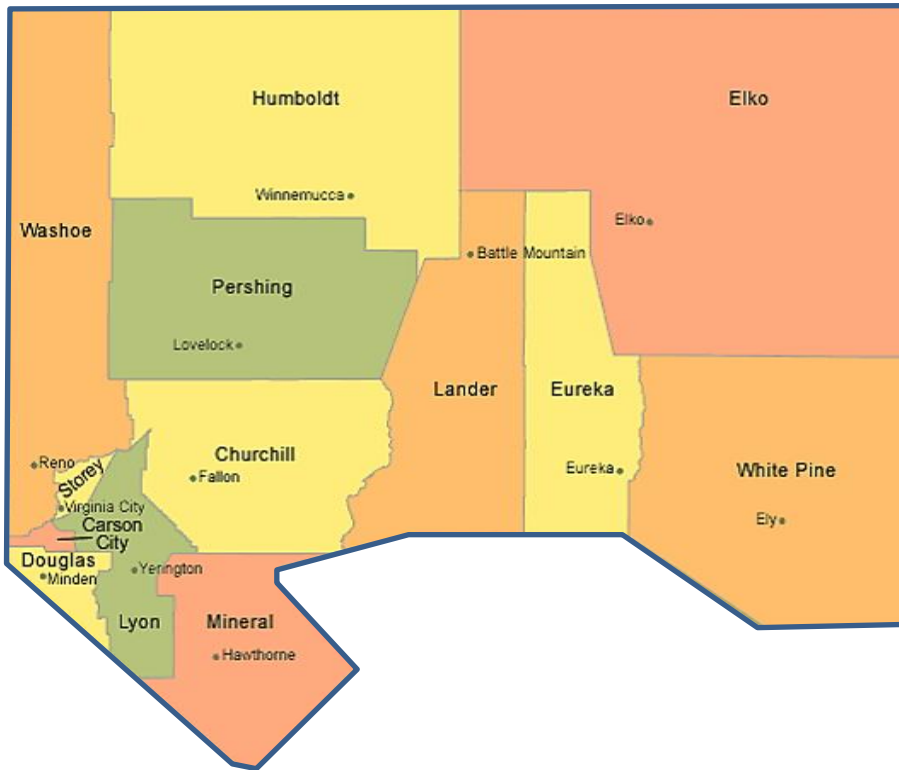 Humboldt
Elko
Winnemucca
Elko
Washoe
Battle Mountain
Pershing
Lovelock
Lander
Eureka
Churchill
Reno
Storey
Fallon
Eureka
White Pine
Virginia City
Carson
City
Ely
Douglas
Minden
Yerington
Lyon
Mineral
Hawthorne